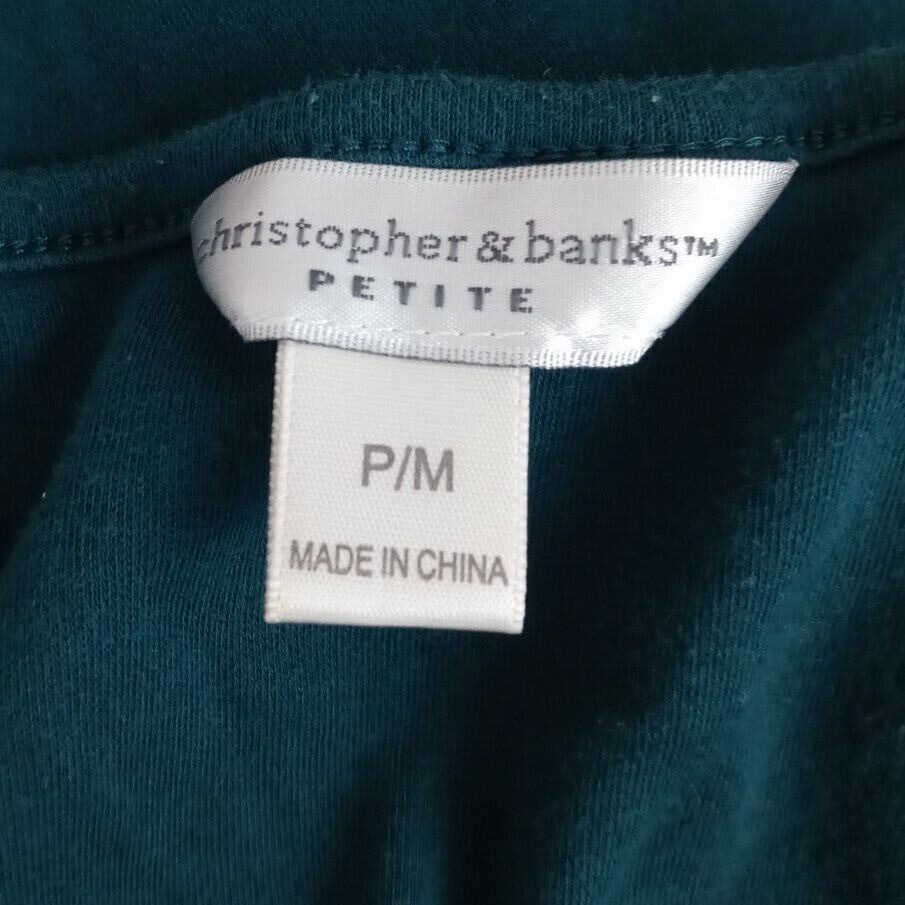 christopher & banks™
PETITE
P/M
MADE IN CHINA